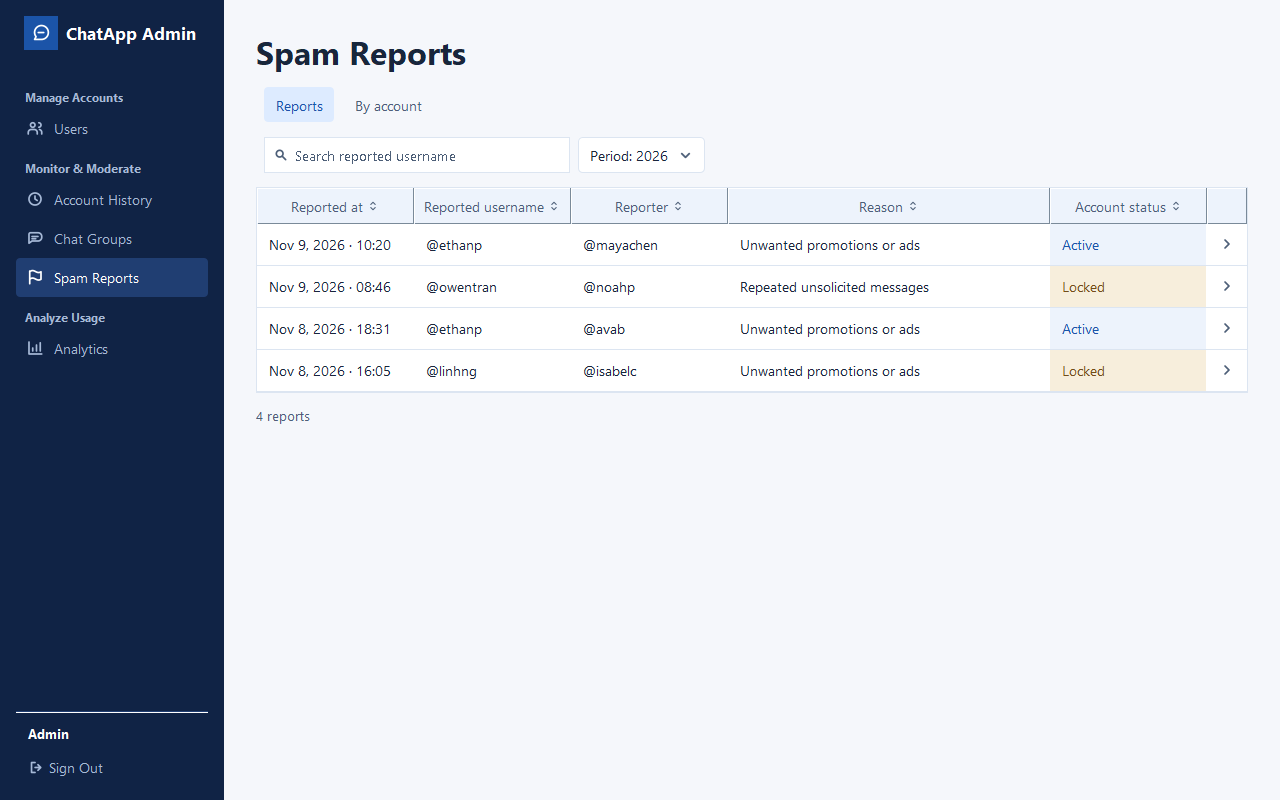 ChatApp Admin
Manage Accounts
Users
Monitor & Moderate
Account History
Chat Groups
Spam Reports
Analyze Usage
Analytics
Admin
Sign Out
Spam Reports
Reports By account
Search reported username Period: 2026
Reported at Reported username Reporter Reason Account status
Nov 9, 2026 · 10:20 @ethanp @mayachen Unwanted promotions or ads Active
Nov 9, 2026 · 08:46 @owentran @noahp Repeated unsolicited messages Locked
Nov 8, 2026 · 18:31 @ethanp @avab Unwanted promotions or ads Active
Nov 8, 2026 · 16:05 @linhng @isabelc Unwanted promotions or ads Locked
4 reports